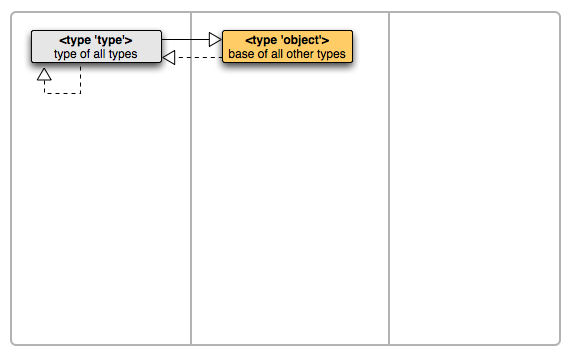 <type 'type'>
type of all types
<type 'object'>
base of all other types